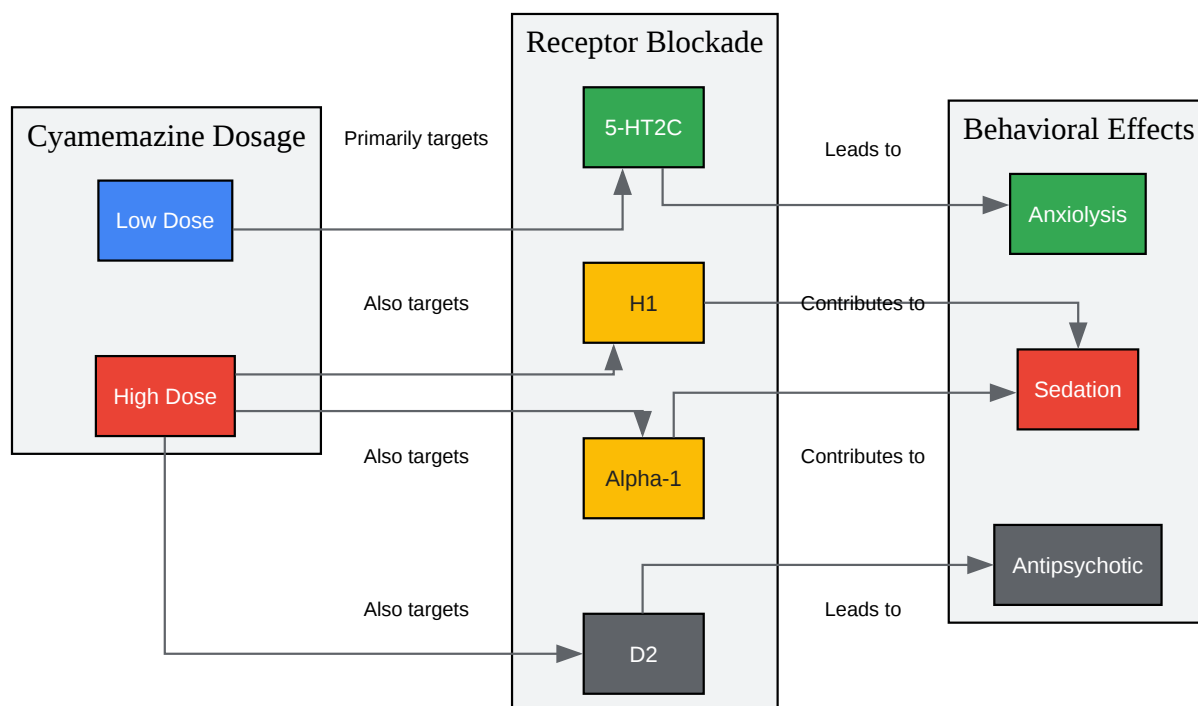 Cyamemazine Dosage
Low Dose
High Dose
Primarily targets
Also targets
Also targets
Also targets
Receptor Blockade
5-HT2C
H1
Alpha-1
D2
Leads to
Contributes to
Contributes to
Leads to
Behavioral Effects
Anxiolysis
Sedation
Antipsychotic